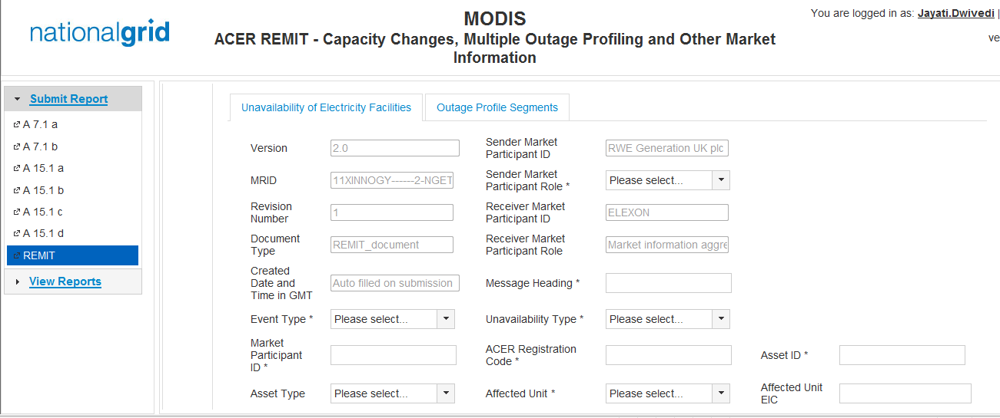 nationalgrid
MODIS
ACER REMIT - Capacity Changes, Multiple Outage Profiling and Other Market
Information
You are logged in as: Jayati.Dwivedi |
ve
Submit Report
A 7.1 a
A 7.1 b
A 15.1 a
A 15.1 b
A 15.1 c
A 15.1 d
REMIT
View Reports
Unavailability of Electricity Facilities
Outage Profile Segments
Version
2.0
Sender Market
Participant ID
RWE Generation UK plc
MRID
11XINNOGY------2-NGET
Sender Market
Participant Role *
Please select...
Revision
Number
1
Receiver Market
Participant ID
ELEXON
Document
Type
REMIT_document
Receiver Market
Participant Role
Market information aggre
Created
Date and
Time in GMT
Auto filled on submission
Message Heading *
Event Type *
Please select...
Unavailability Type *
Please select...
Market
Participant
ID *
ACER Registration
Code *
Asset ID *
Asset Type
Please select...
Affected Unit *
Please select...
Affected Unit
EIC